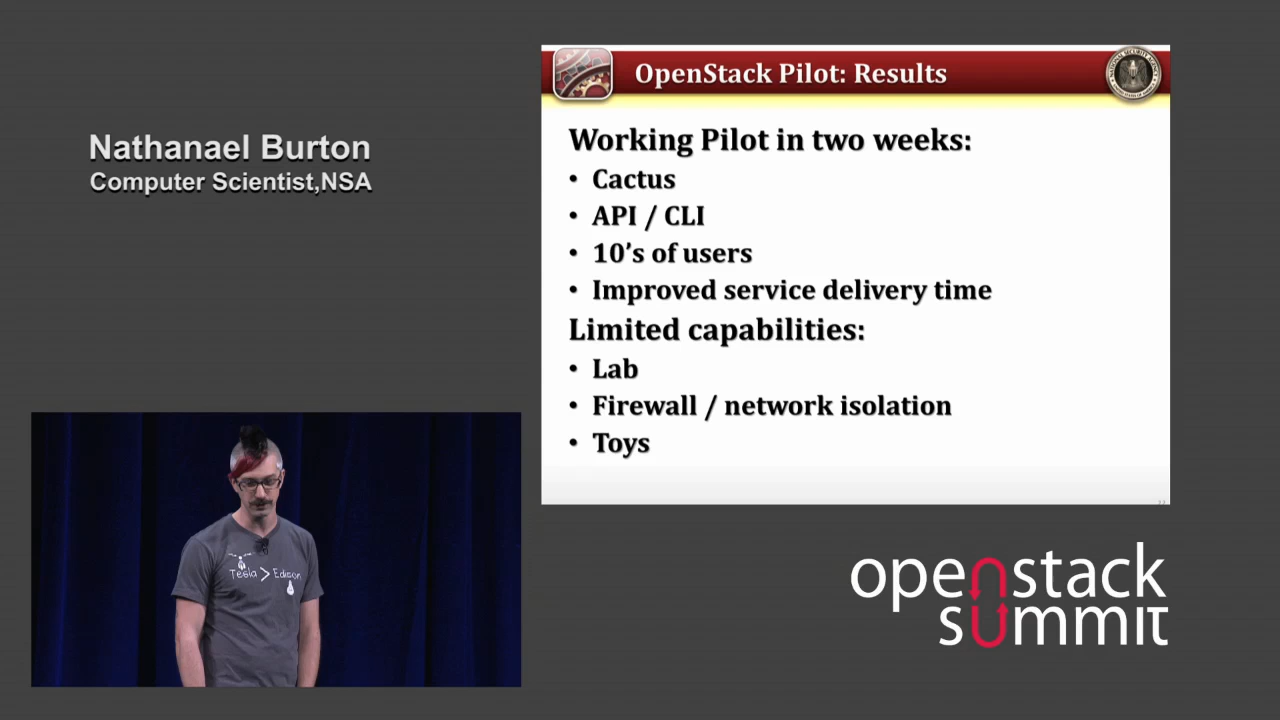 Nathanael Burton
Computer Scientist,NSA
OpenStack Pilot: Results
Working Pilot in two weeks:
• Cactus
• API / CLI
• 10's of users
• Improved service delivery time
Limited capabilities:
• Lab
• Firewall / network isolation
• Toys
Tesla > Edison
openstack
summit